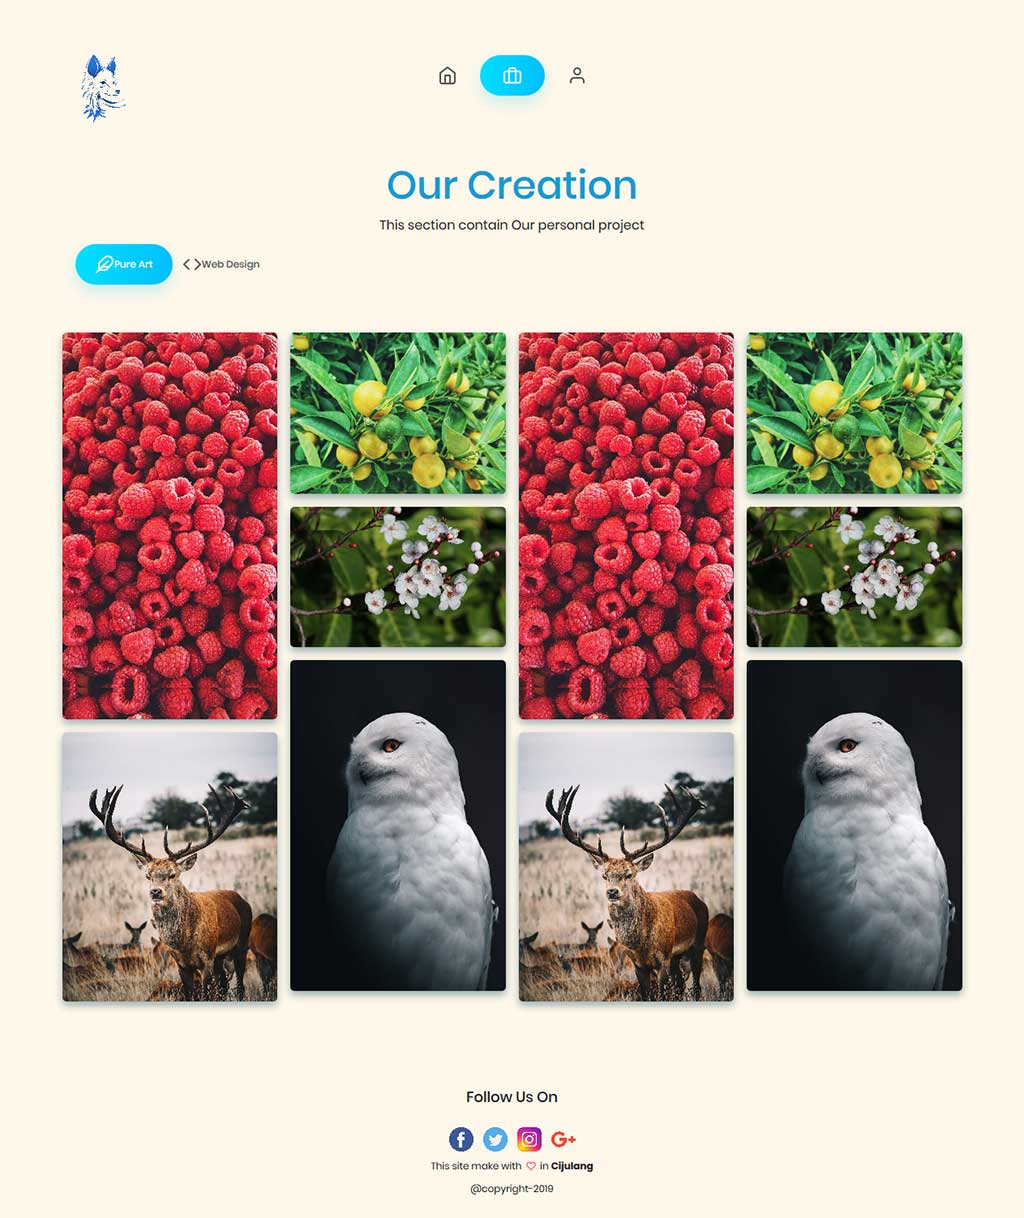 Our Creation
This section contain Our personal project
Pure Art
Web Design
Follow Us On
This site make with in Cijulang
@copyright-2019